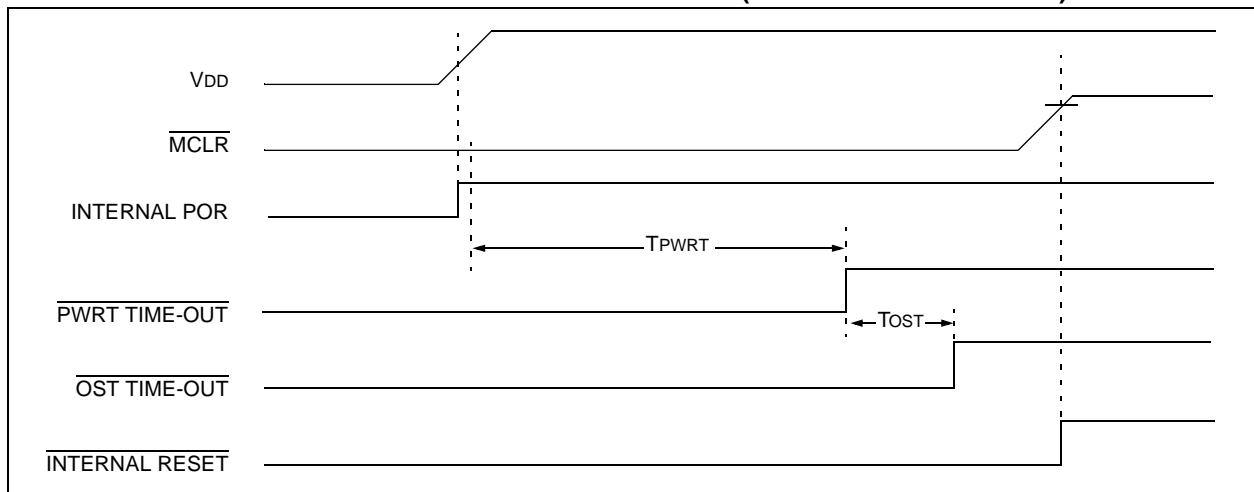 VDD
MCLR
INTERNAL POR
TPWRT
PWRT TIME-OUT
TOST
OST TIME-OUT
INTERNAL RESET